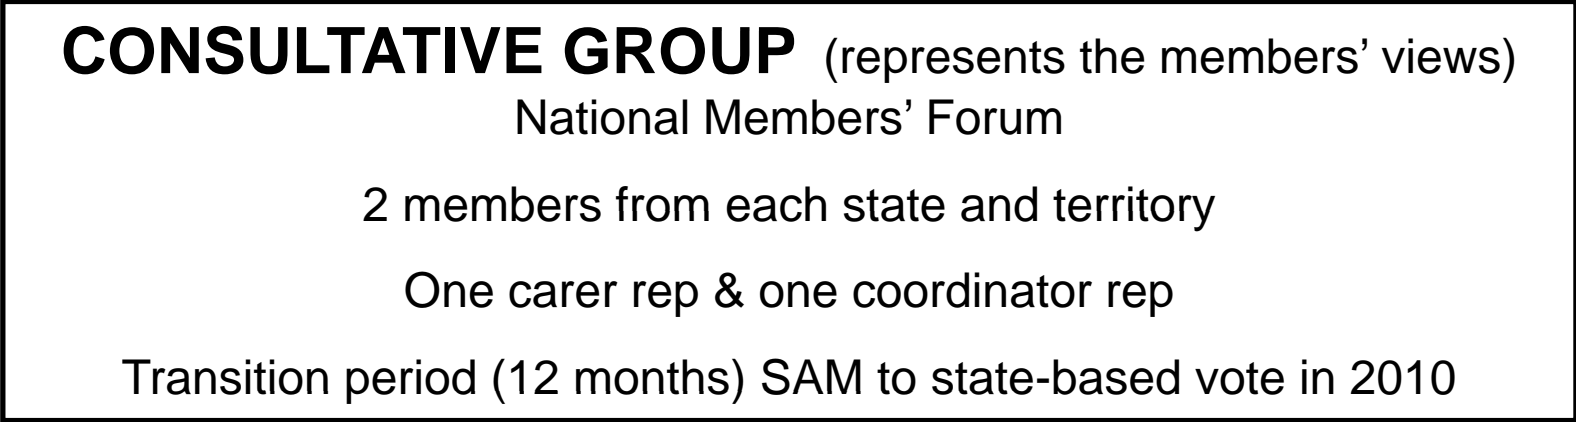 CONSULTATIVE GROUP (represents the members’ views)
National Members’ Forum
2 members from each state and territory
One carer rep & one coordinator rep
Transition period (12 months) SAM to state-based vote in 2010